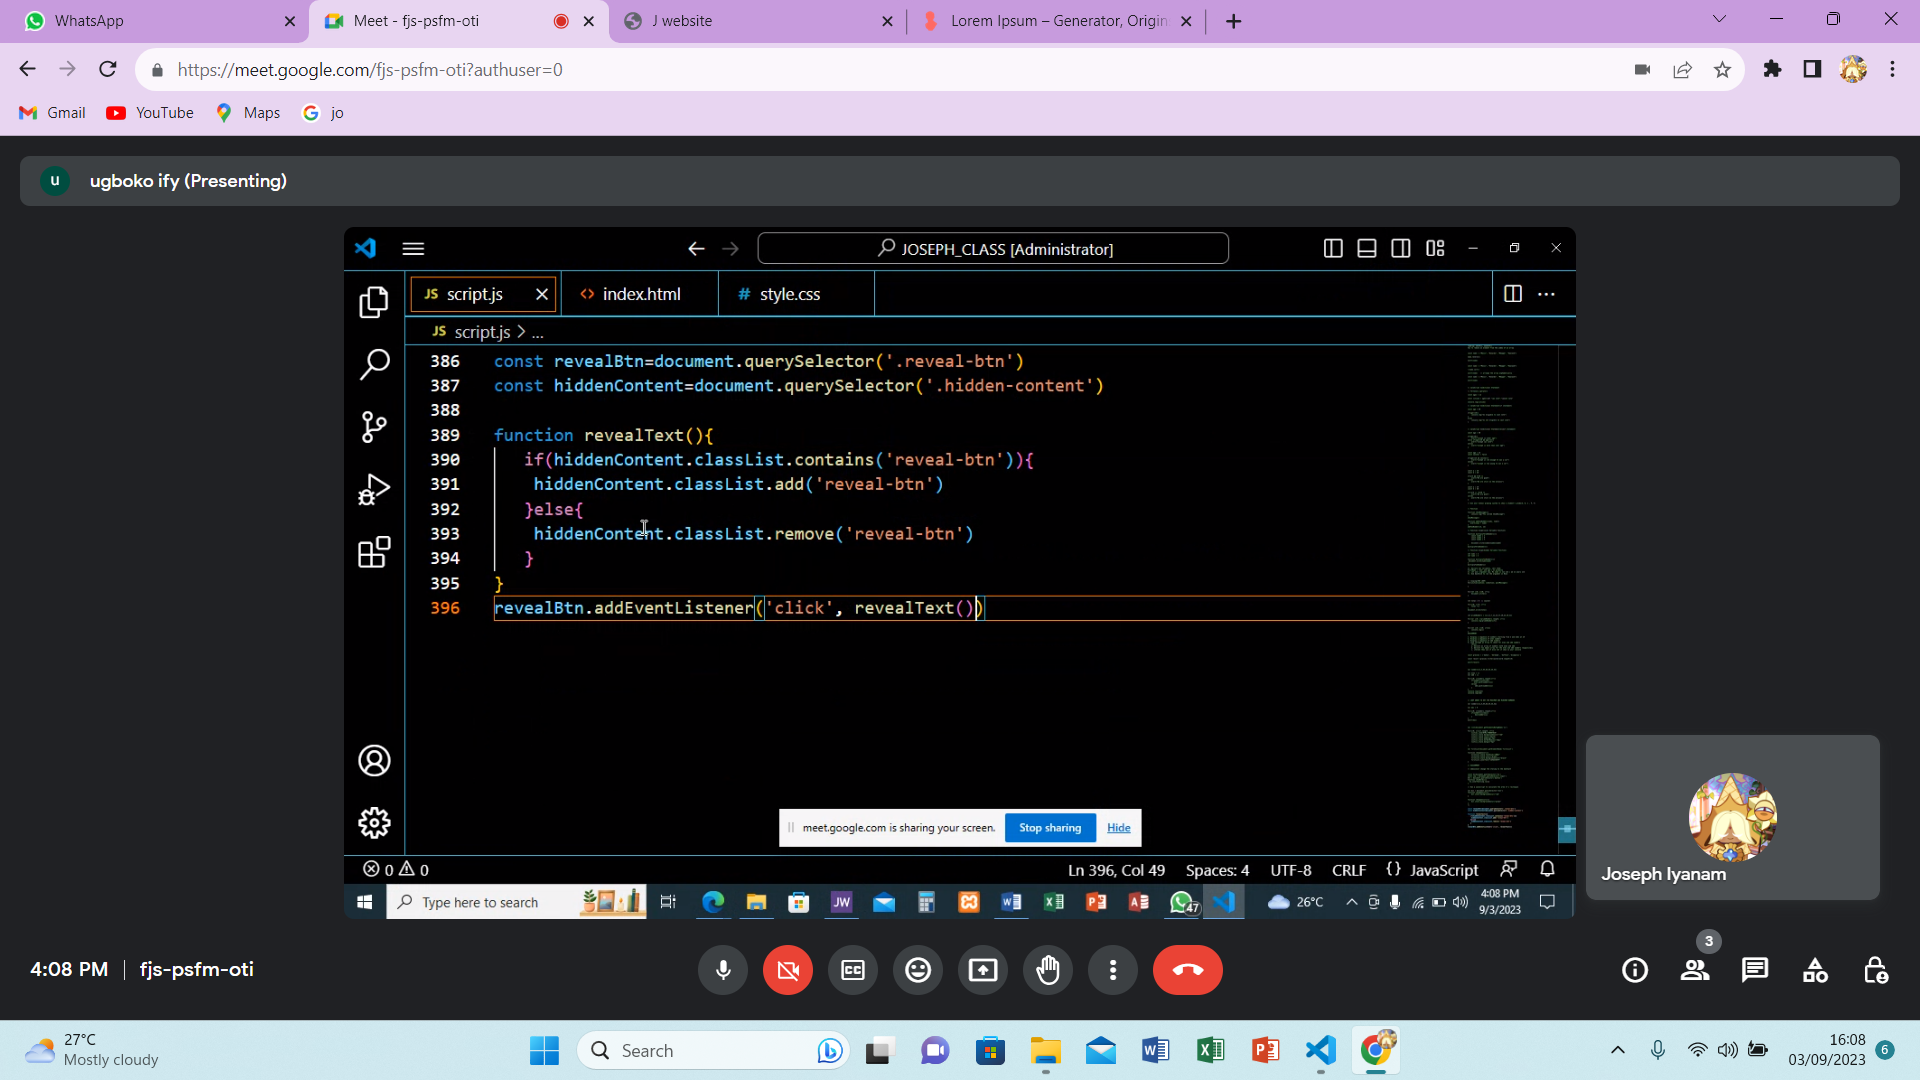 WhatsApp
Meet - fjs-psfm-oti
J website
Lorem Ipsum – Generator, Origin
https://meet.google.com/fjs-psfm-oti?authuser=0
Gmail
YouTube
Maps
jo
u
ugboko ify (Presenting)
JOSEPH_CLASS [Administrator]
JS script.js
<> index.html
# style.css
JS script.js > ...
386 const revealBtn=document.querySelector('.reveal-btn')
387 const hiddenContent=document.querySelector('.hidden-content')
388
389 function revealText(){
390 if(hiddenContent.classList.contains('reveal-btn')){
391 hiddenContent.classList.add('reveal-btn')
392 }else{
393 hiddenContent.classList.remove('reveal-btn')
394 }
395 }
396 revealBtn.addEventListener('click', revealText())
meet.google.com is sharing your screen.
Stop sharing
Hide
0 0
Ln 396, Col 49
Spaces: 4
UTF-8
CRLF
{} JavaScript
Type here to search
JW
47
26°C
4:08 PM
9/3/2023
Joseph Iyanam
4:08 PM | fjs-psfm-oti
CC
3
27°C
Mostly cloudy
Search
16:08
03/09/2023
6